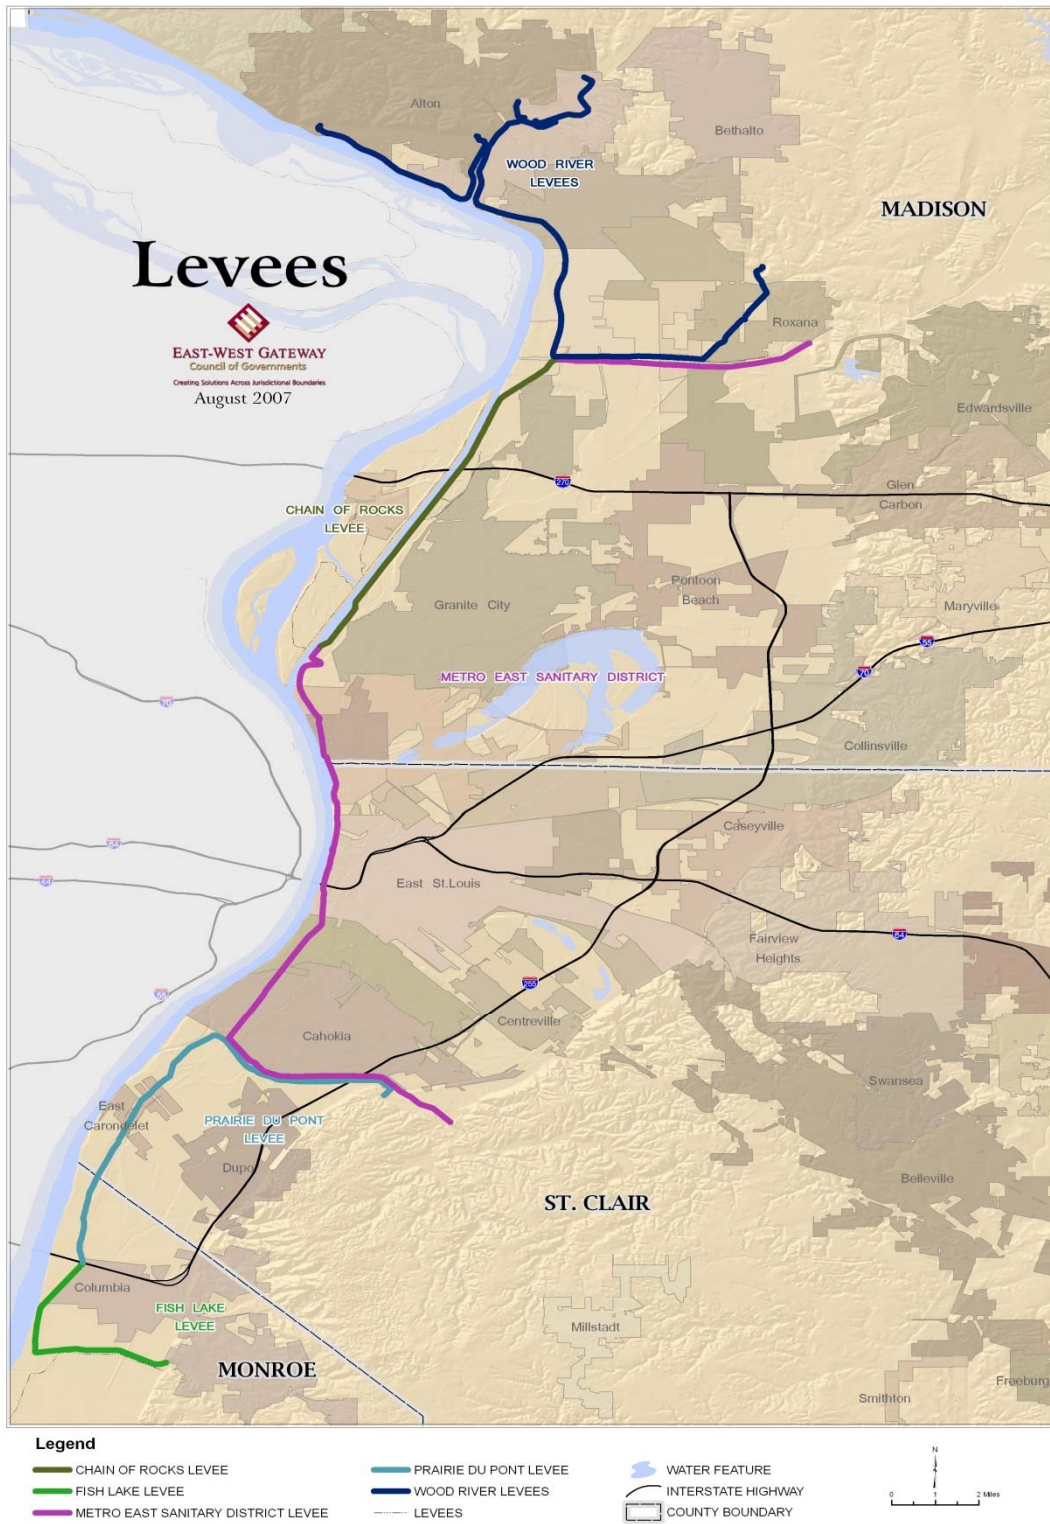 Alton
Bethalto
WOOD RIVER
LEVEES
MADISON
Levees
EAST-WEST GATEWAY
Council of Governments
Creating Solutions Across Jurisdictional Boundaries
August 2007
Roxana
Edwardsville
270
Glen
Carbon
CHAIN OF ROCKS
LEVEE
Pontoon
Beach
Granite City
Maryville
55
70
METRO EAST SANITARY DISTRICT
70
Collinsville
Caseyville
64
44
East St.Louis
Fairview
Heights
64
255
55
Centreville
Cahokia
Swansea
East
Carondelet
PRAIRIE DU PONT
LEVEE
Dupo
Belleville
ST. CLAIR
Columbia
FISH LAKE
LEVEE
Millstadt
MONROE
Freeburg
Smithton
Legend
CHAIN OF ROCKS LEVEE
FISH LAKE LEVEE
METRO EAST SANITARY DISTRICT LEVEE
PRAIRIE DU PONT LEVEE
WOOD RIVER LEVEES
LEVEES
WATER FEATURE
INTERSTATE HIGHWAY
COUNTY BOUNDARY
N
0 1 2 Miles